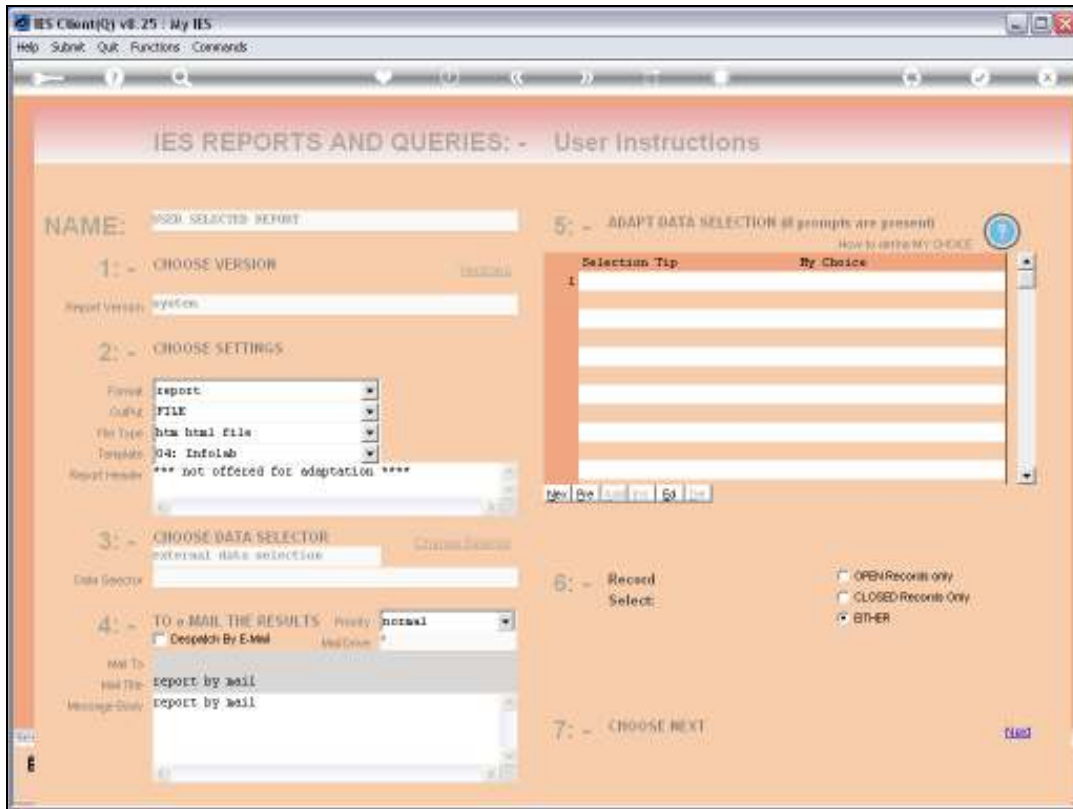 IES Client(Q) v8.25 : My IES
Help Submit Quit Functions Commands
IES REPORTS AND QUERIES: - User Instructions
NAME: USER SELECTED REPORT
1: - CHOOSE VERSION
Report Version system
2: - CHOOSE SETTINGS
Format report
OutPut FILE
File Type htm html file
Template 04: Infolab
Report Header *** not offered for adaptation ****
3: - CHOOSE DATA SELECTOR
external data selection
Data Selector
4: - TO e-MAIL THE RESULTS Priority normal
Despatch By E-Mail Mail Drive *
Mail To
Mail Title report by mail
Message Body report by mail
5: - ADAPT DATA SELECTION (if prompts are present)
How to define MY CHOICE
?
Selection Tip My Choice
1
Nex Pre Add Ins Ed Del
6: - Record
Select:
OPEN Records only
CLOSED Records Only
EITHER
7: - CHOOSE NEXT
Next